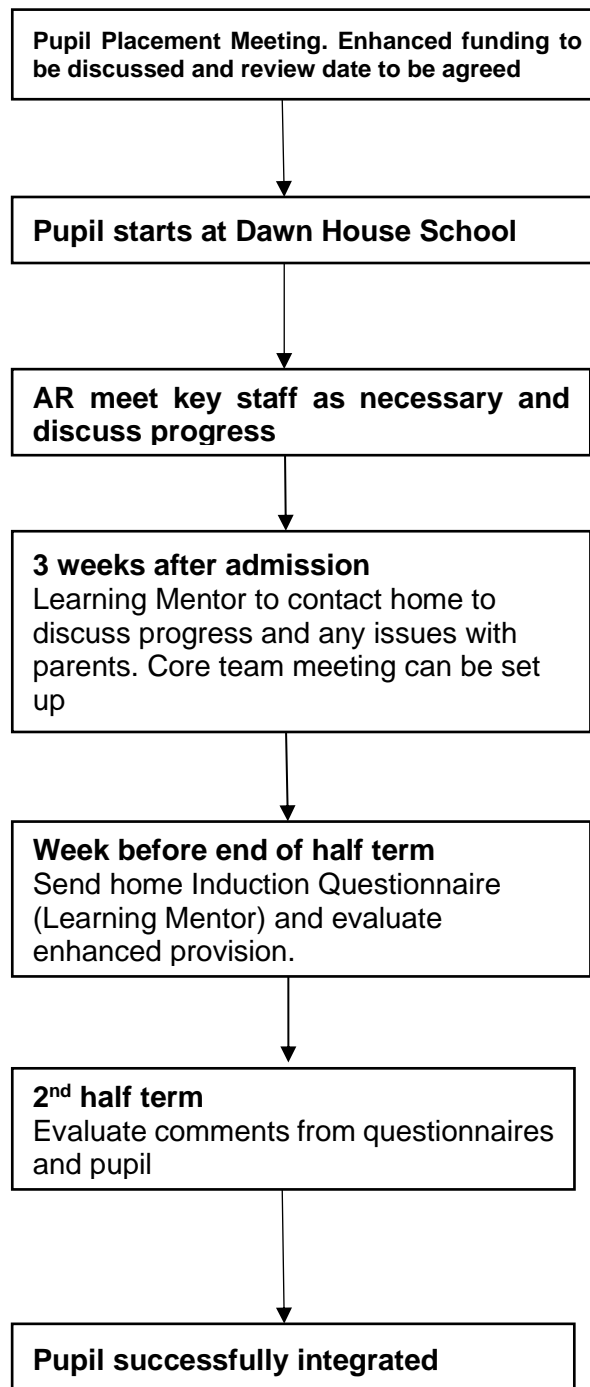 Pupil Placement Meeting. Enhanced funding to
be discussed and review date to be agreed
Pupil starts at Dawn House School
AR meet key staff as necessary and
discuss progress
3 weeks after admission
Learning Mentor to contact home to
discuss progress and any issues with
parents. Core team meeting can be set
up
Week before end of half term
Send home Induction Questionnaire
(Learning Mentor) and evaluate
enhanced provision.
2nd half term
Evaluate comments from questionnaires
and pupil
Pupil successfully integrated